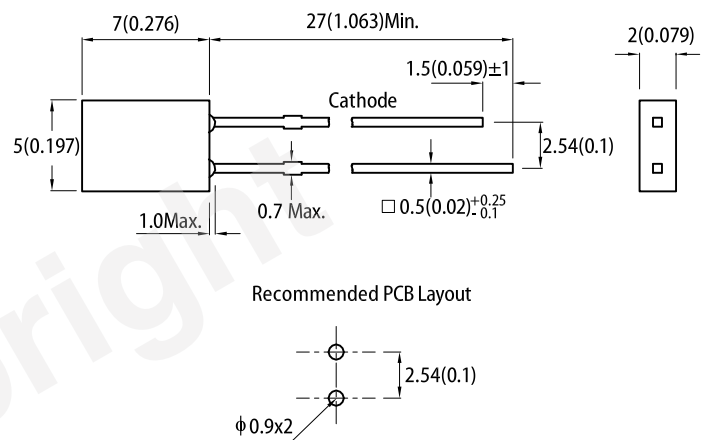 7(0.276)
27(1.063)Min.
2(0.079)
1.5(0.059)±1
Cathode
5(0.197)
2.54(0.1)
1.0Max.
0.7 Max.
□ 0.5(0.02)+0.25 -0.1
Recommended PCB Layout
2.54(0.1)
ϕ0.9x2
bright